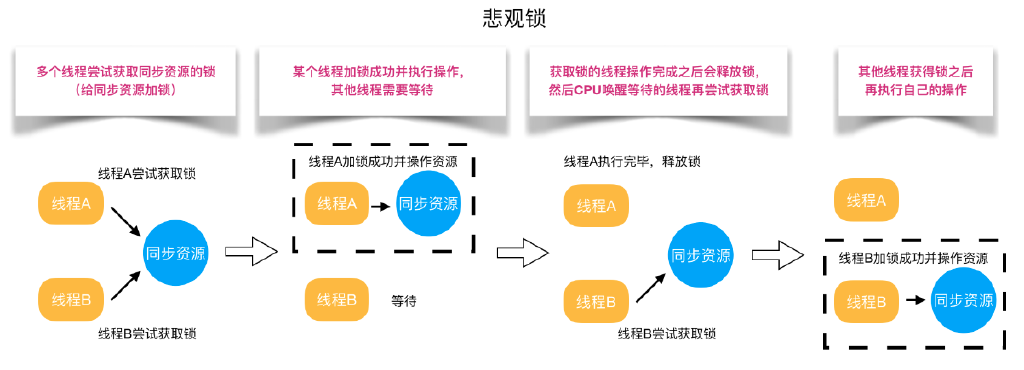 悲观锁
多个线程尝试获取同步资源的锁
（给同步资源加锁）
某个线程加锁成功并执行操作，
其他线程需要等待
获取锁的线程操作完成之后会释放锁，
然后CPU唤醒等待的线程再尝试获取锁
其他线程获得锁之后
再执行自己的操作
线程A尝试获取锁
线程A
同步资源
线程B
线程B尝试获取锁
线程A加锁成功并操作资源
线程A
同步资源
线程B
等待
线程A执行完毕，释放锁
线程A
同步资源
线程B
线程B尝试获取锁
线程A
线程B加锁成功并操作资源
线程B
同步资源